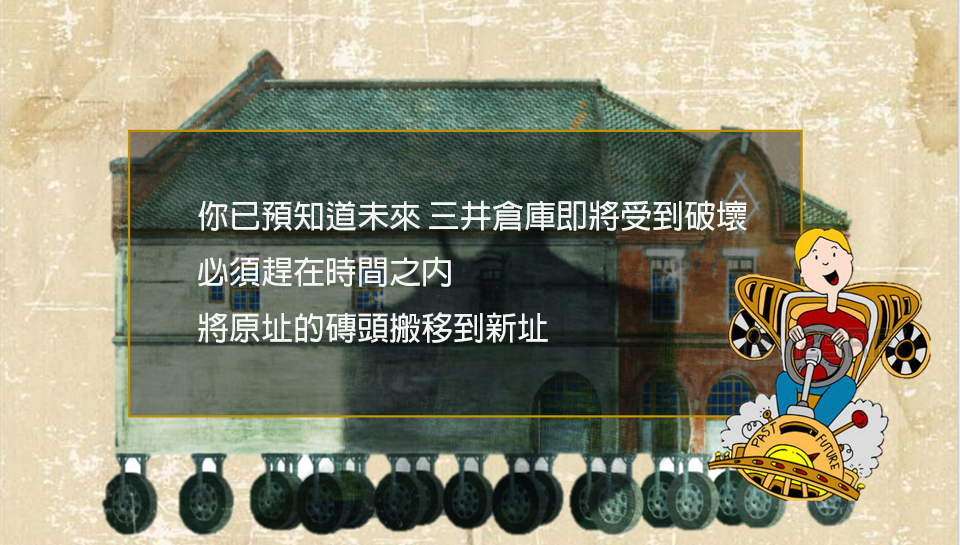 你已預知道未來 三井倉庫即將受到破壞
必須趕在時間之内
將原址的磚頭搬移到新址
PAST
FUTURE